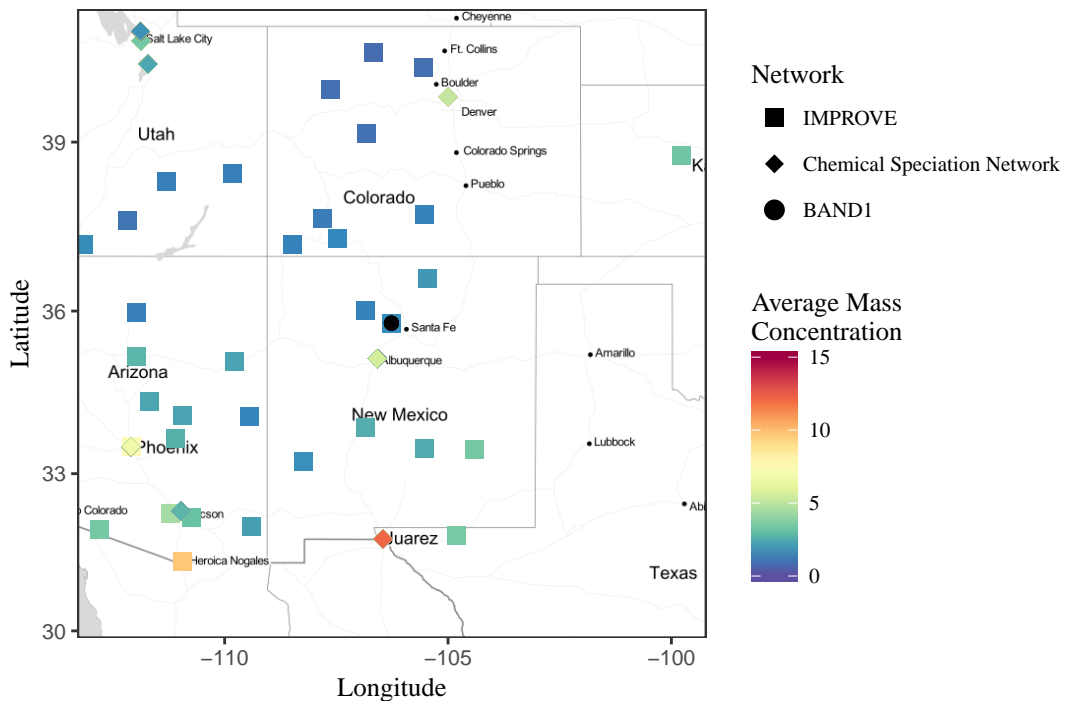 Cheyenne
Salt Lake City
Ft. Collins
Boulder
Denver
Utah
39
Colorado Springs
Pueblo
Colorado
36
Santa Fe
Albuquerque
Amarillo
Arizona
New Mexico
Phoenix
Lubbock
33
Colorado
Heroica Nogales
Juarez
Texas
30
−110
−105
−100
Latitude
Longitude
Network
IMPROVE
Chemical Speciation Network
BAND1
Average Mass
Concentration
15
10
5
0